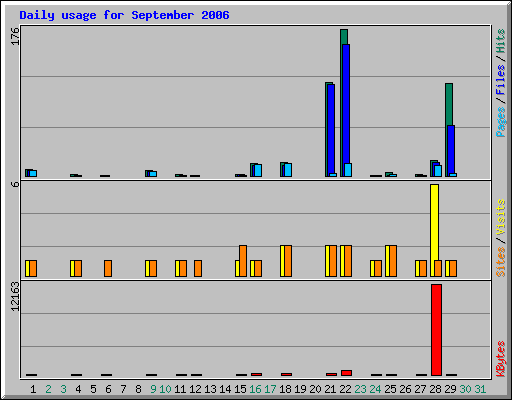 Daily usage for September 2006
176
6
12163
Pages / Files / Hits
Sites / Visits
KBytes
1 2 3 4 5 6 7 8 9 10 11 12 13 14 15 16 17 18 19 20 21 22 23 24 25 26 27 28 29 30 31